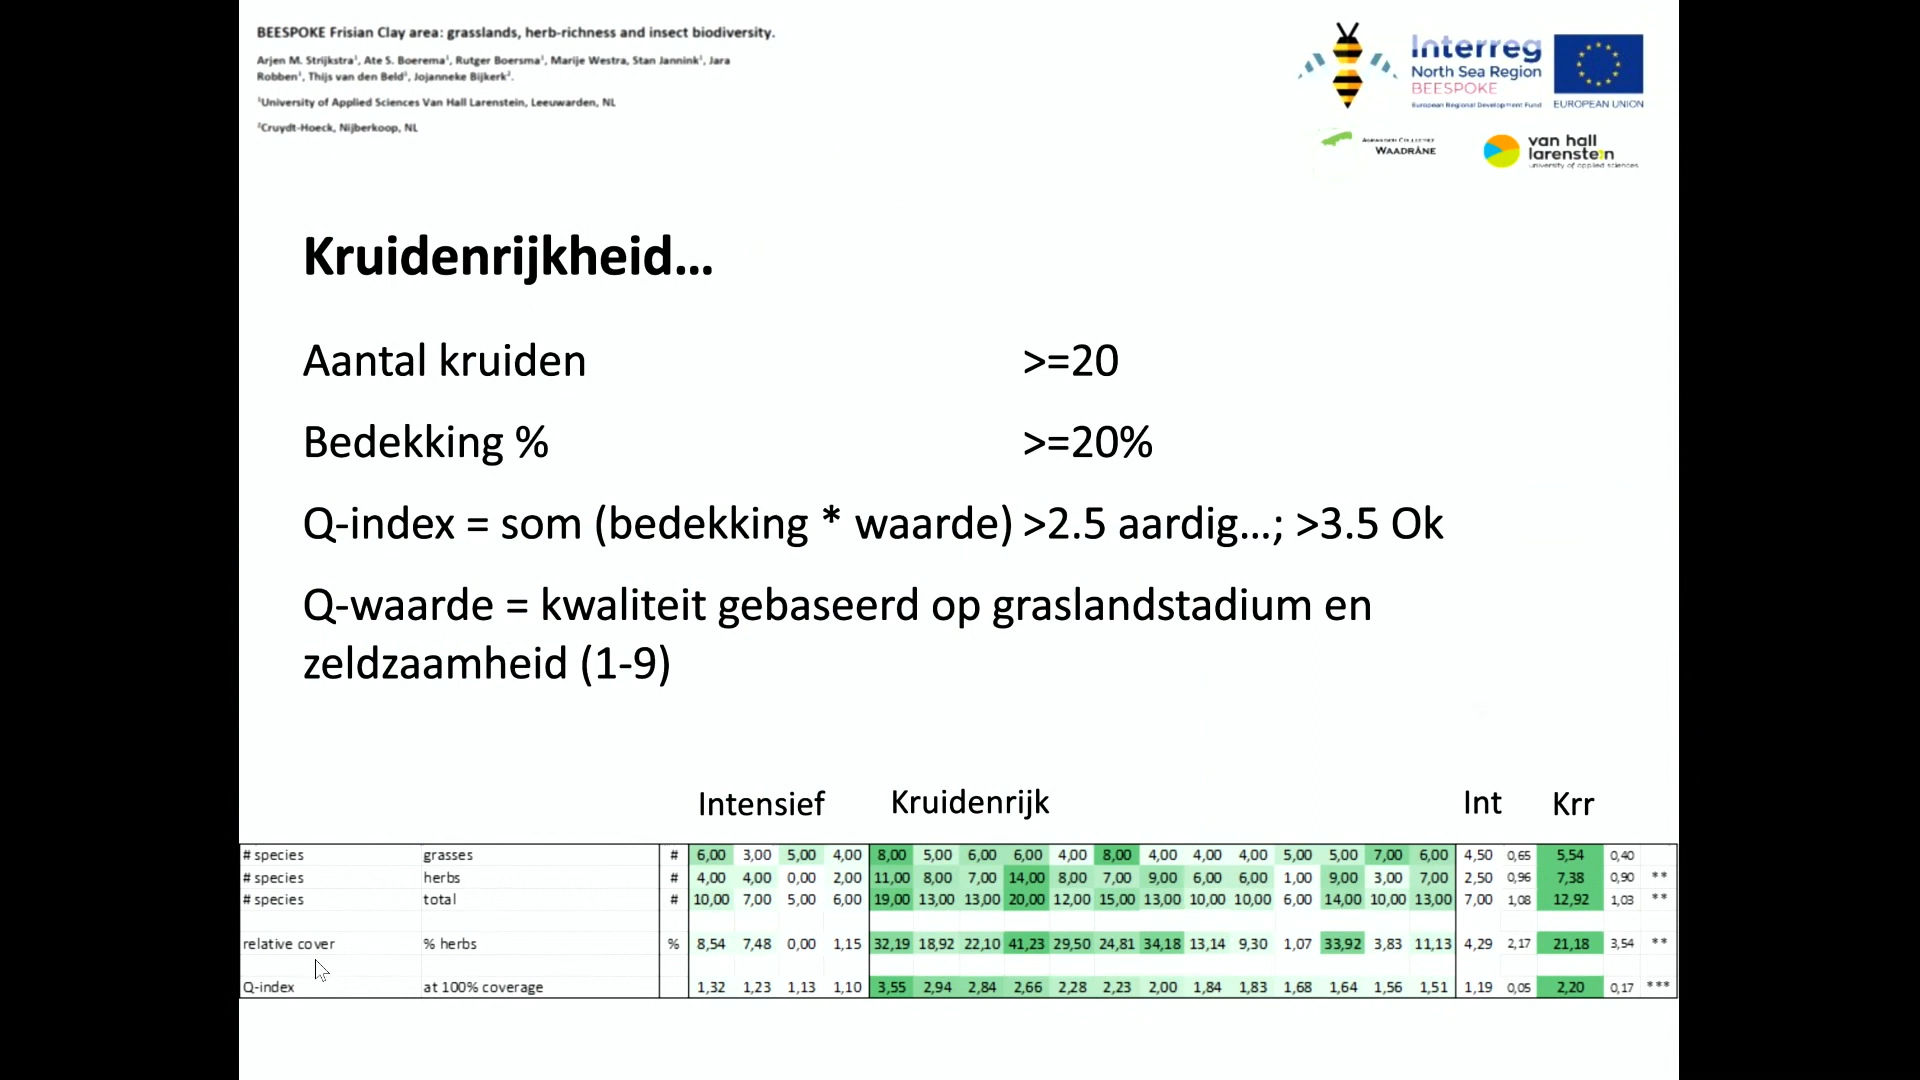 BEESPOKE Frisian Clay area: grasslands, herb-richness and insect biodiversity.
Arjen M. Strijkstra¹, Ate S. Boerema¹, Rutger Boersma¹, Marije Westra, Stan Jannink¹, Jara
Robben¹, Thijs van den Beld¹, Jojanneke Bijkerk².
¹University of Applied Sciences Van Hall Larenstein, Leeuwarden, NL
²Cruydt-Hoeck, Nijberkoop, NL
Interreg
North Sea Region
BEESPOKE
European Regional Development Fund EUROPEAN UNION
WAADRÂNE
van hall
larenstein
university of applied sciences
Kruidenrijkheid...
Aantal kruiden >=20
Bedekking % >=20%
Q-index = som (bedekking * waarde) >2.5 aardig...; >3.5 Ok
Q-waarde = kwaliteit gebaseerd op graslandstadium en
zeldzaamheid (1-9)
Intensief Kruidenrijk Int Krr
# species grasses # 6,00 3,00 5,00 4,00 8,00 5,00 6,00 6,00 4,00 8,00 4,00 4,00 4,00 5,00 5,00 7,00 6,00 4,50 0,65 5,54 0,40
# species herbs # 4,00 4,00 0,00 2,00 11,00 8,00 7,00 14,00 8,00 7,00 9,00 6,00 6,00 1,00 9,00 3,00 7,00 2,50 0,96 7,38 0,90 **
# species total # 10,00 7,00 5,00 6,00 19,00 13,00 13,00 20,00 12,00 15,00 13,00 10,00 10,00 6,00 14,00 10,00 13,00 7,00 1,08 12,92 1,03 **
relative cover % herbs % 8,54 7,48 0,00 1,15 32,19 18,92 22,10 41,23 29,50 24,81 34,18 13,14 9,30 1,07 33,92 3,83 11,13 4,29 2,17 21,18 3,54 **
Q-index at 100% coverage 1,32 1,23 1,13 1,10 3,55 2,94 2,84 2,66 2,28 2,23 2,00 1,84 1,83 1,68 1,64 1,56 1,51 1,19 0,05 2,20 0,17 ***